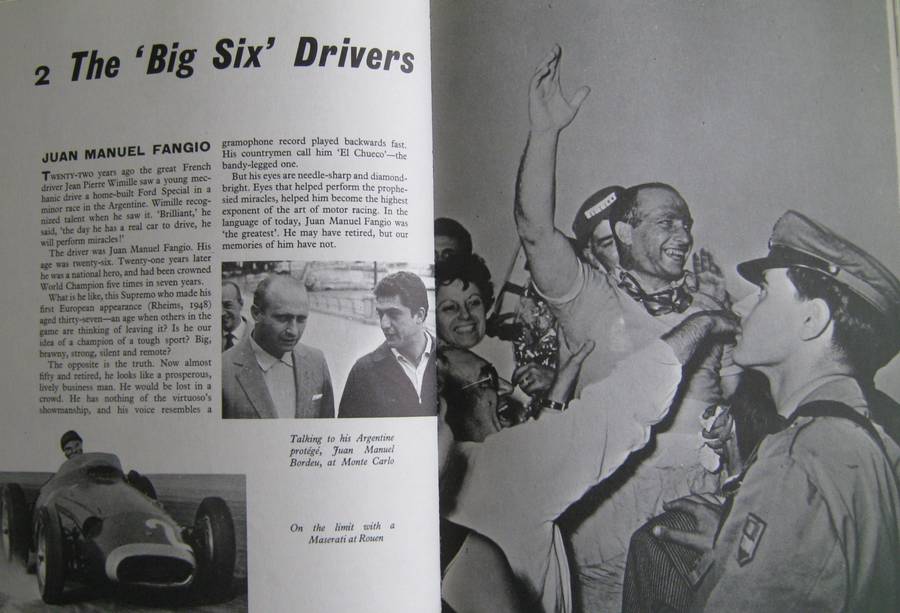 2 The ‘Big Six’ Drivers
JUAN MANUEL FANGIO
TWENTY-TWO years ago the great French
driver Jean Pierre Wimille saw a young mec-
hanic drive a home-built Ford Special in a
minor race in the Argentine. Wimille recog-
nized talent when he saw it. ‘Brilliant,’ he
said, ‘the day he has a real car to drive, he
will perform miracles!’
The driver was Juan Manuel Fangio. His
age was twenty-six. Twenty-one years later
he was a national hero, and had been crowned
World Champion five times in seven years.
What is he like, this Supremo who made his
first European appearance (Rheims, 1948)
aged thirty-seven—an age when others in the
game are thinking of leaving it? Is he our
idea of a champion of a tough sport? Big,
brawny, strong, silent and remote?
The opposite is the truth. Now almost
fifty and retired, he looks like a prosperous,
lively business man. He would be lost in a
crowd. He has nothing of the virtuoso’s
showmanship, and his voice resembles a
gramophone record played backwards fast.
His countrymen call him ‘El Chueco’—the
bandy-legged one.
But his eyes are needle-sharp and diamond-
bright. Eyes that helped perform the prophe-
sied miracles, helped him become the highest
exponent of the art of motor racing. In the
language of today, Juan Manuel Fangio was
‘the greatest’. He may have retired, but our
memories of him have not.
Talking to his Argentine
protégé, Juan Manuel
Bordeu, at Monte Carlo
On the limit with a
Maserati at Rouen
2
PIRELLI